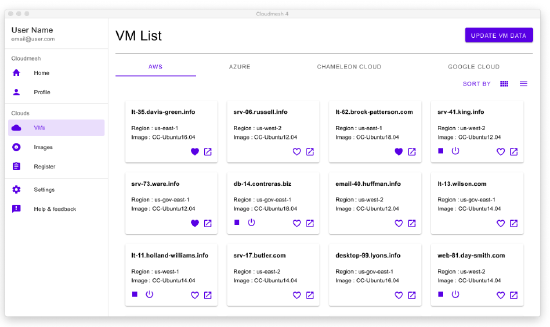 Cloudmesh 4
User Name
email@user.com
Cloudmesh
Home
Profile
Clouds
VMs
Images
Register
Settings
Help & feedback
VM List
UPDATE VM DATA
AWS
AZURE
CHAMELEON CLOUD
GOOGLE CLOUD
SORT BY
lt-35.davis-green.info
Region : us-east-1
Image : CC-Ubuntu16.04
srv-06.russell.info
Region : us-west-1
Image : CC-Ubuntu12.04
lt-62.brock-patterson.com
Region : us-east-1
Image : CC-Ubuntu18.04
srv-41.king.info
Region : us-west-2
Image : CC-Ubuntu12.04
srv-73.ware.info
Region : us-gov-east-1
Image : CC-Ubuntu12.04
db-14.contreras.biz
Region : us-gov-east-1
Image : CC-Ubuntu16.04
email-40.huffman.info
Region : us-west-2
Image : CC-Ubuntu12.04
lt-13.wilson.com
Region : us-gov-east-1
Image : CC-Ubuntu14.04
lt-11.holland-williams.info
Region : us-west-1
Image : CC-Ubuntu14.04
srv-17.butler.com
Region : us-east-2
Image : CC-Ubuntu14.04
desktop-99.lyons.info
Region : us-gov-east-1
Image : CC-Ubuntu16.04
web-81.day-smith.com
Region : us-west-2
Image : CC-Ubuntu14.04